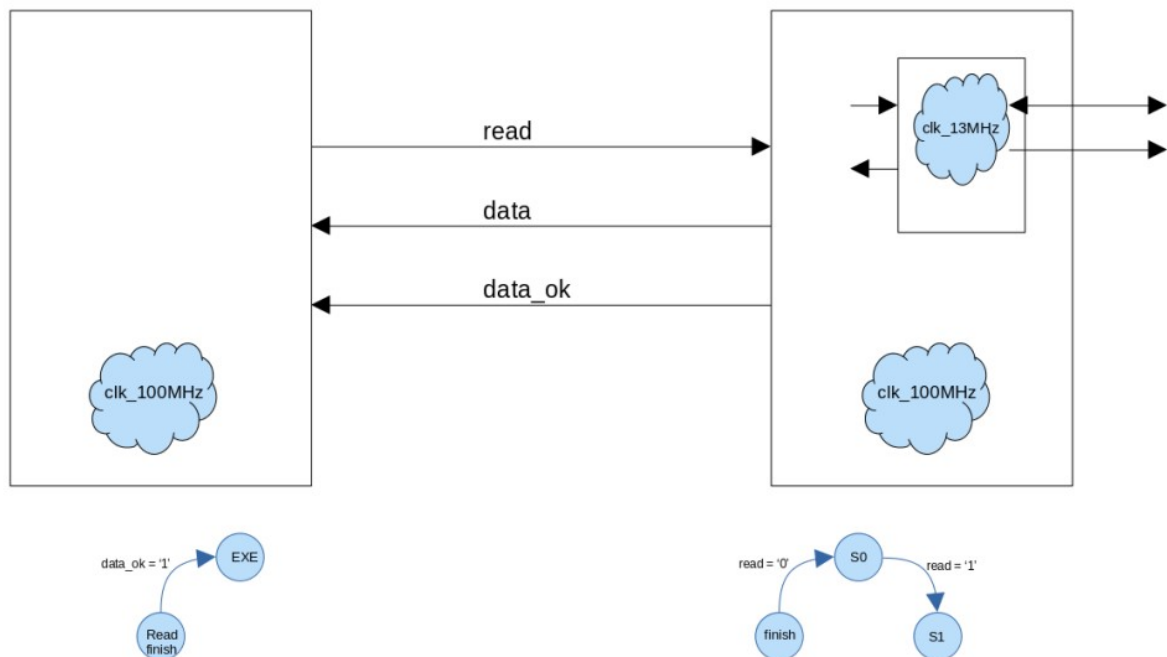 clk_13MHz
read
data
data_ok
clk_100MHz
clk_100MHz
data_ok = '1'
EXE
Read
finish
read = '0'
S0
read = '1'
finish
S1